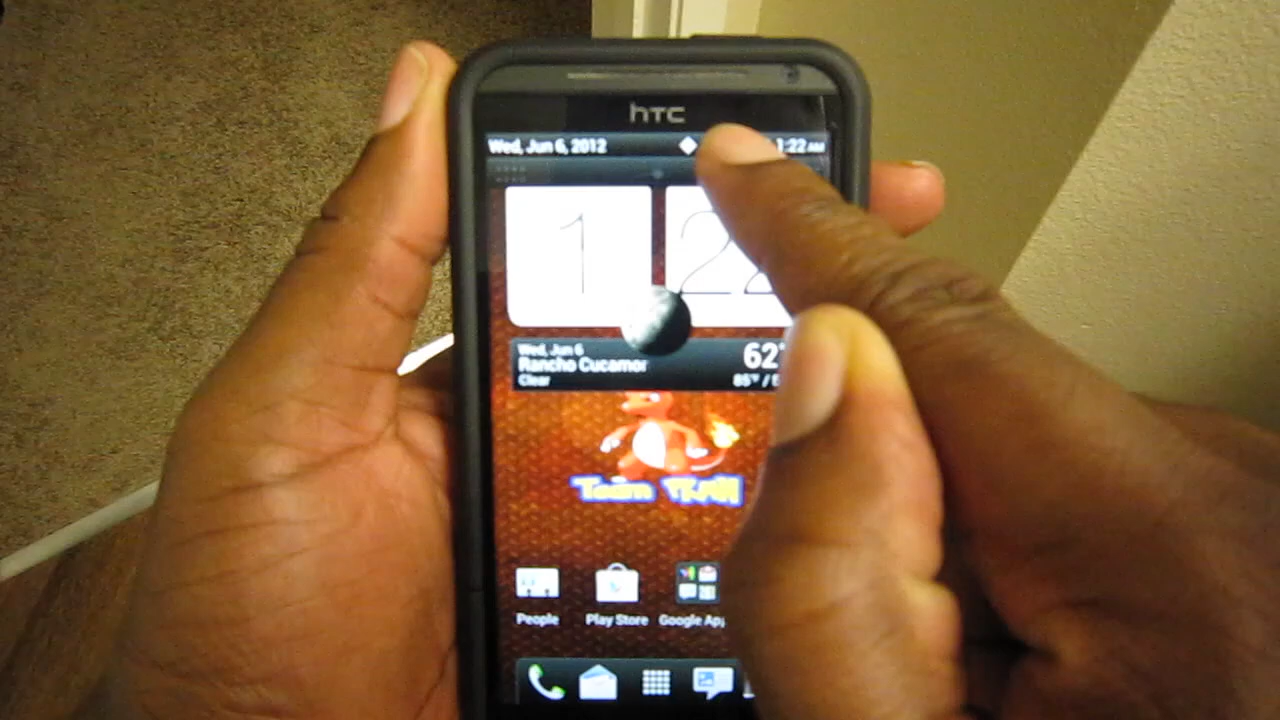 hTC
Wed, Jun 6, 2012 1:22 AM
1 22
Wed, Jun 6
62°
Rancho Cucamon
Clear
85° /
Team
People Play Store Google App